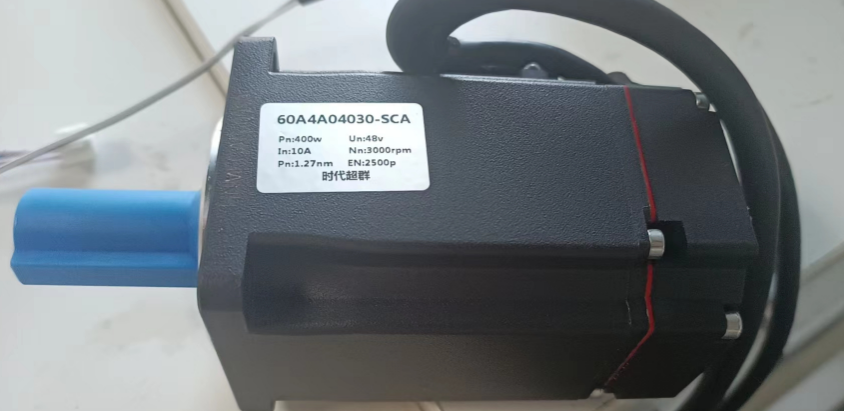 60A4A04030-SCA
Pn:400w Un:48v
In:10A Nn:3000rpm
Pn:1.27nm EN:2500p
时代超群